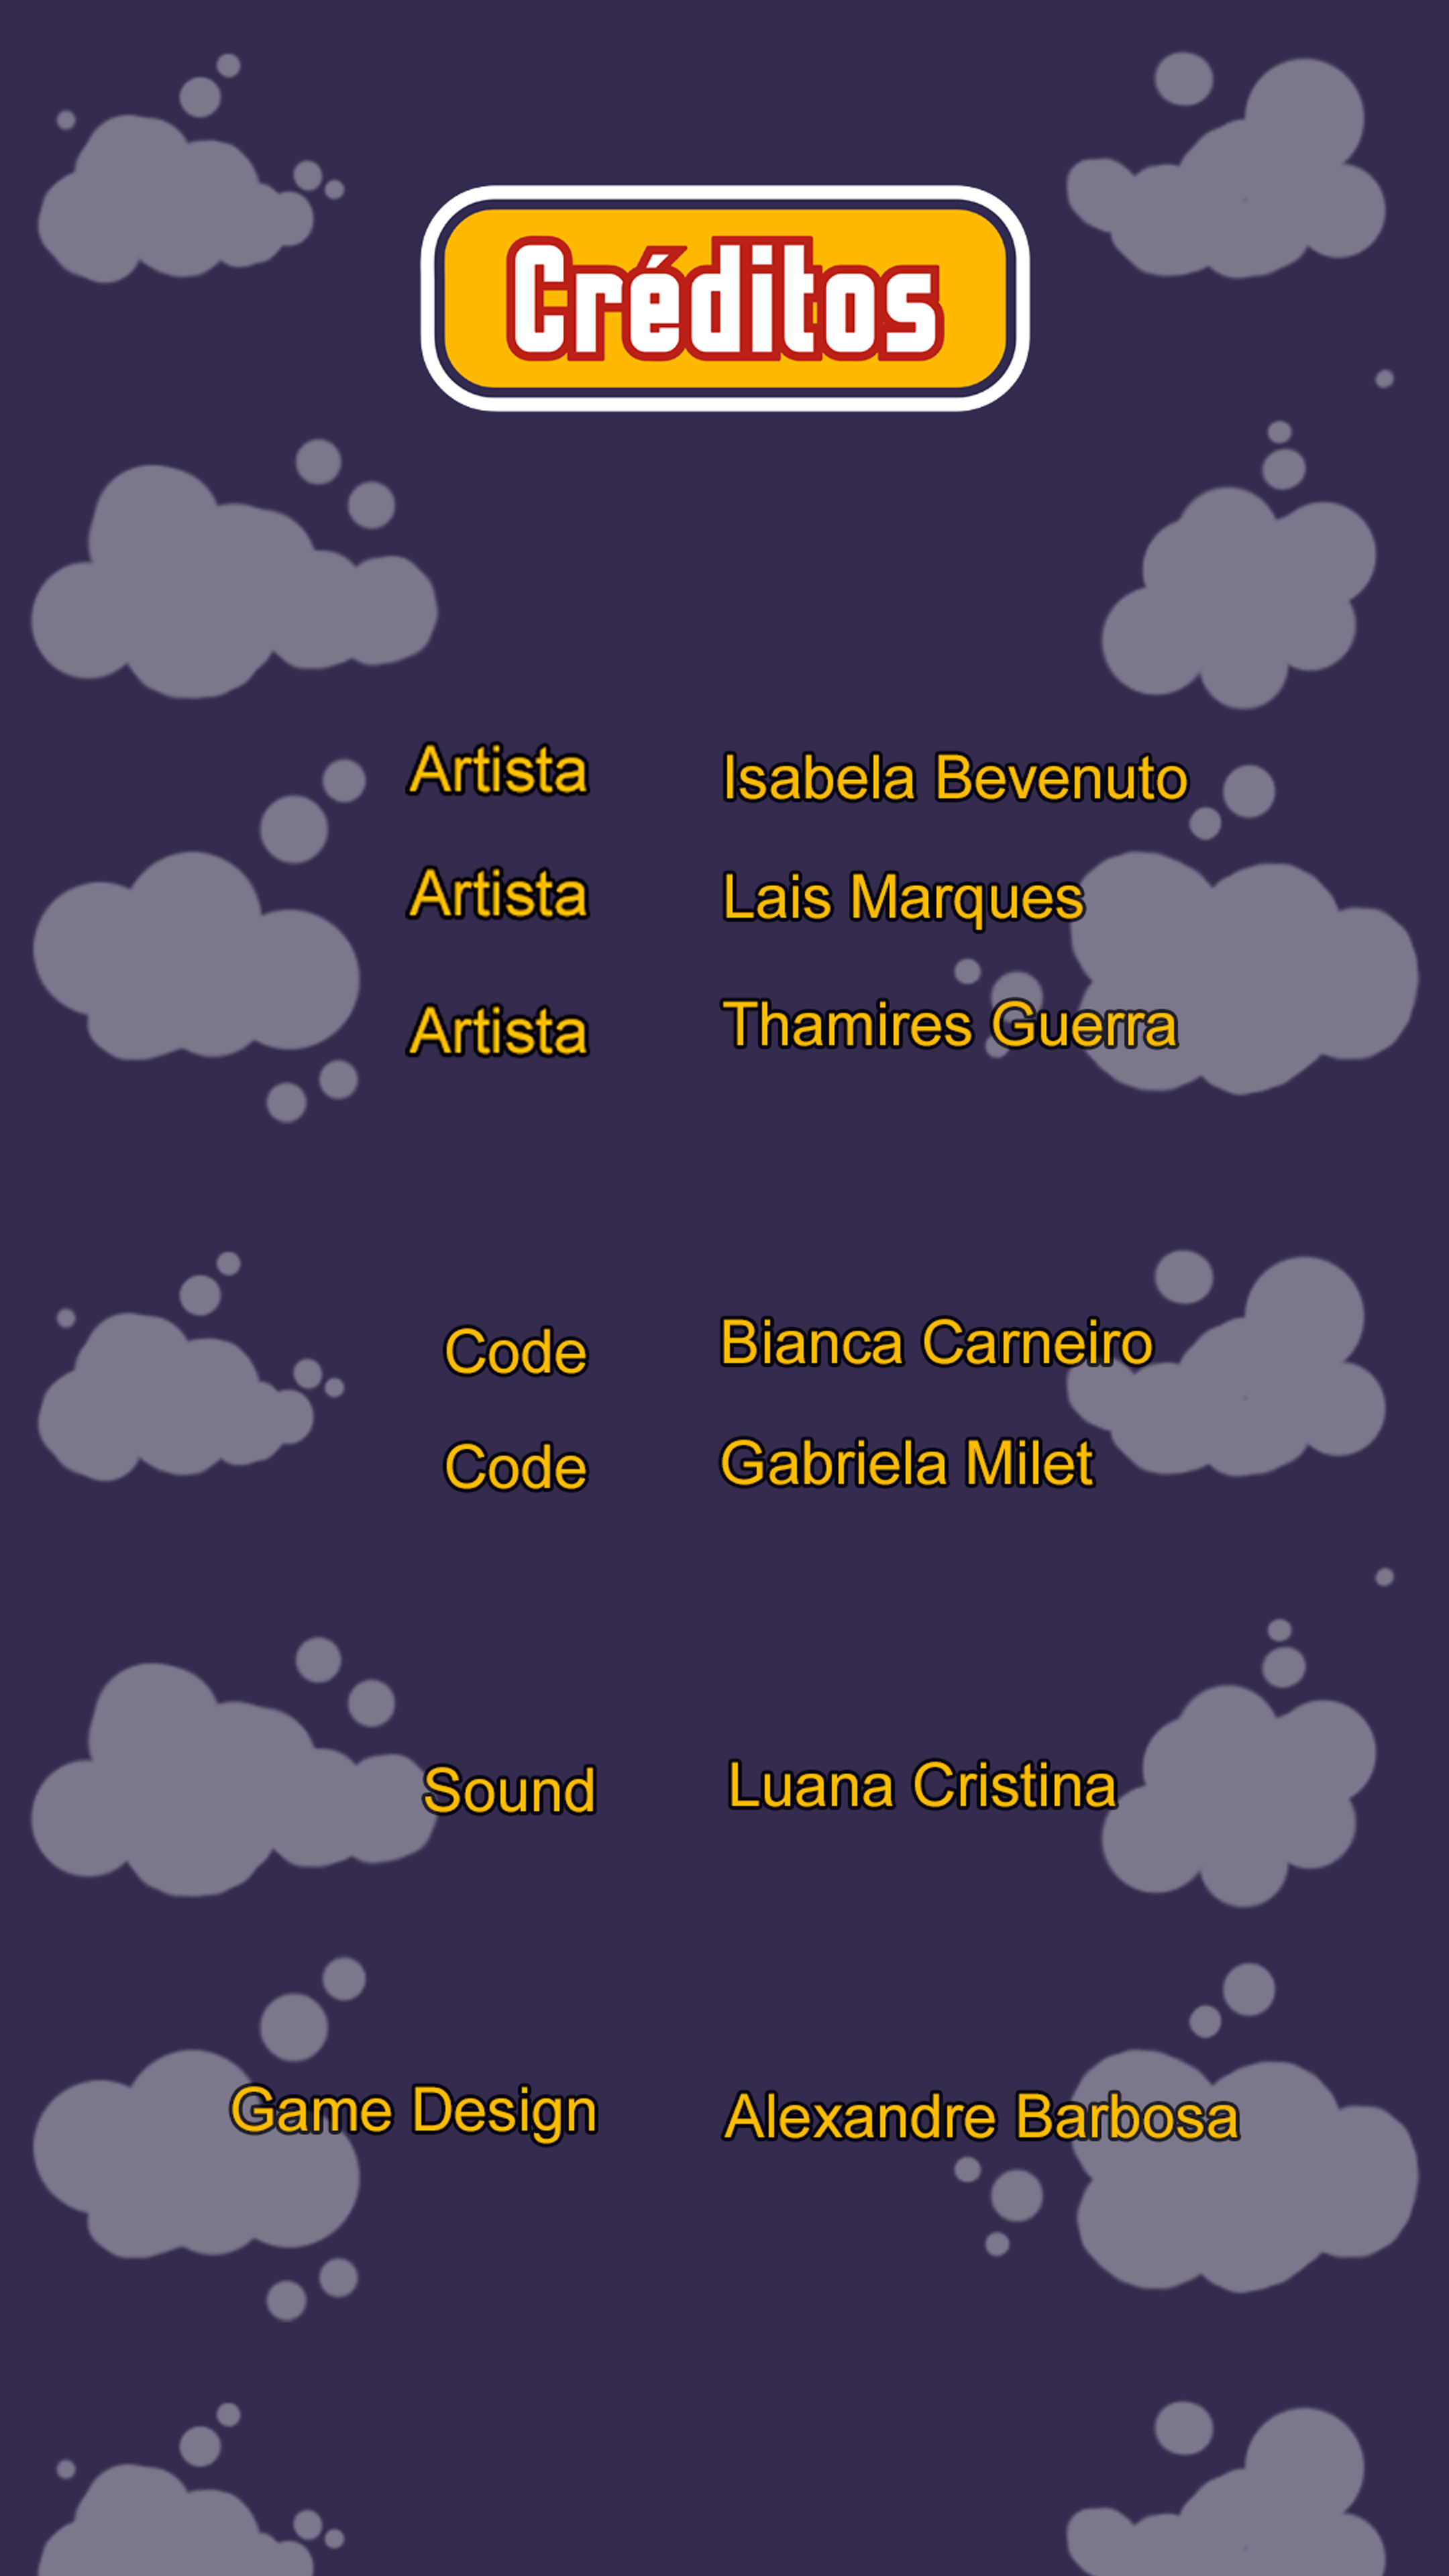 Créditos
Artista Isabela Bevenuto
Artista Lais Marques
Artista Thamires Guerra
Code Bianca Carneiro
Code Gabriela Milet
Sound Luana Cristina
Game Design Alexandre Barbosa